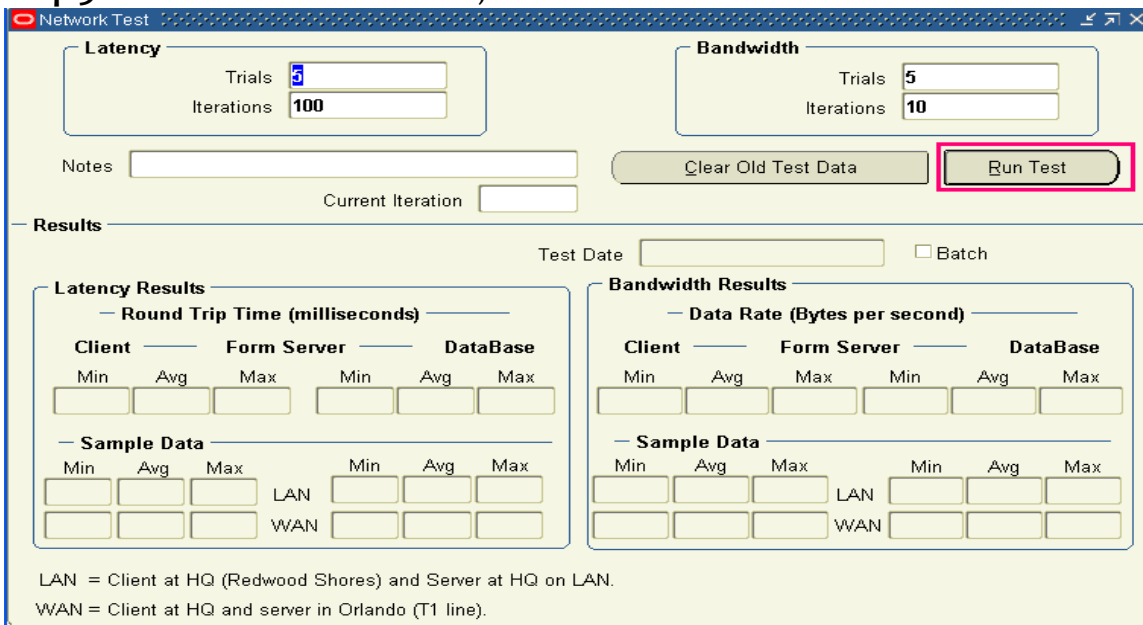 Network Test
Latency
Trials 5
Iterations 100
Bandwidth
Trials 5
Iterations 10
Notes
Clear Old Test Data
Run Test
Current Iteration
Results
Test Date
Batch
Latency Results
Round Trip Time (milliseconds)
Client Form Server DataBase
Min Avg Max Min Avg Max
Sample Data
Min Avg Max Min Avg Max
LAN
WAN
Bandwidth Results
Data Rate (Bytes per second)
Client Form Server DataBase
Min Avg Max Min Avg Max
Sample Data
Min Avg Max Min Avg Max
LAN
WAN
LAN = Client at HQ (Redwood Shores) and Server at HQ on LAN.
WAN = Client at HQ and server in Orlando (T1 line).